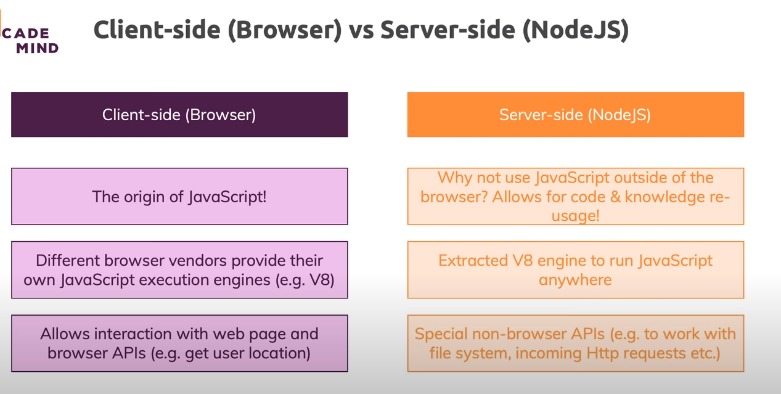 CADE
MIND
Client-side (Browser) vs Server-side (NodeJS)
Client-side (Browser)
Server-side (NodeJS)
The origin of JavaScript!
Why not use JavaScript outside of the
browser? Allows for code & knowledge re-
usage!
Different browser vendors provide their
own JavaScript execution engines (e.g. V8)
Extracted V8 engine to run JavaScript
anywhere
Allows interaction with web page and
browser APIs (e.g. get user location)
Special non-browser APIs (e.g. to work with
file system, incoming Http requests etc.)